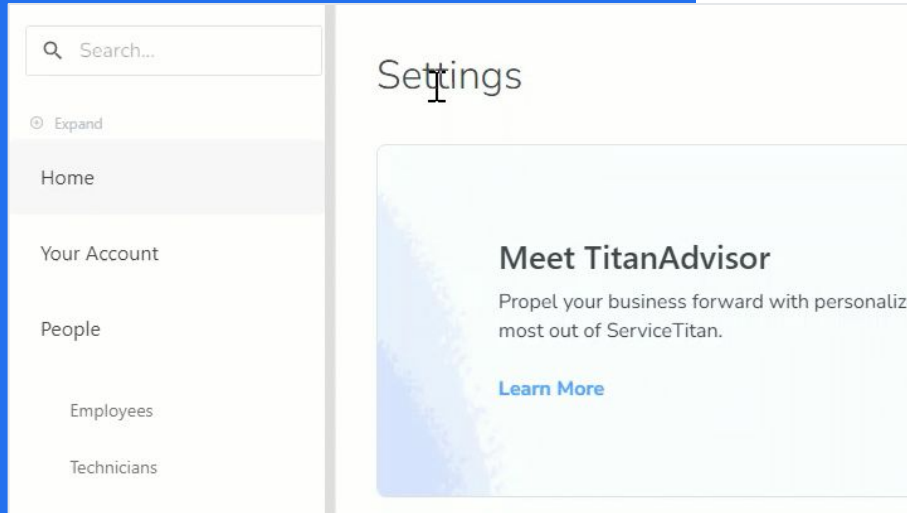 Search...
Expand
Home
Your Account
People
Employees
Technicians
Settings
Meet TitanAdvisor
Propel your business forward with personaliz
most out of ServiceTitan.
Learn More